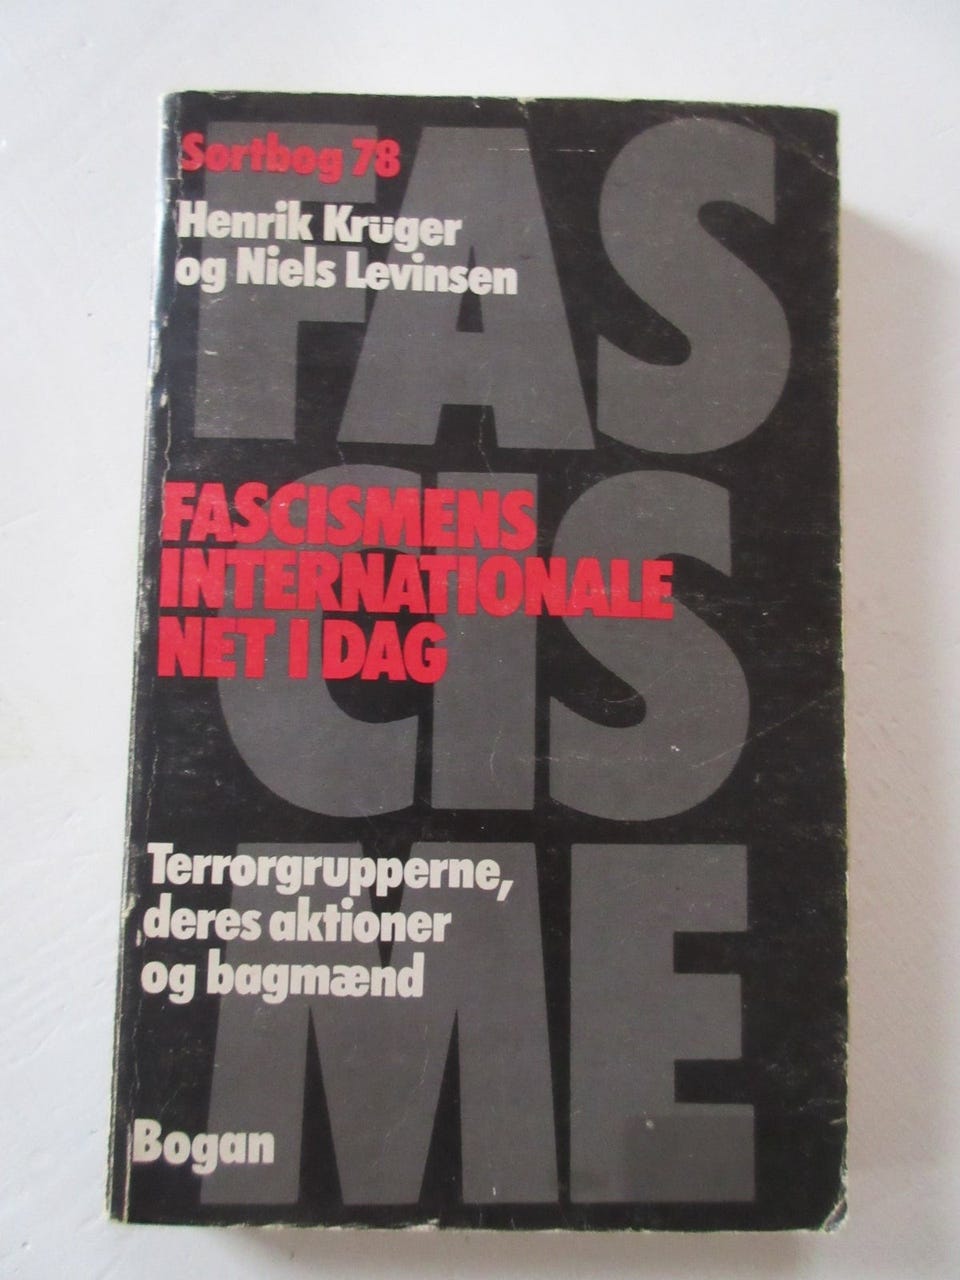 Sortbog 78
Henrik Krüger
og Niels Levinsen
FAS
FASCISMENS
INTERNATIONALE
NET I DAG
CIS
Terrorgrupperne,
deres aktioner
og bagmænd
ME
Bogan